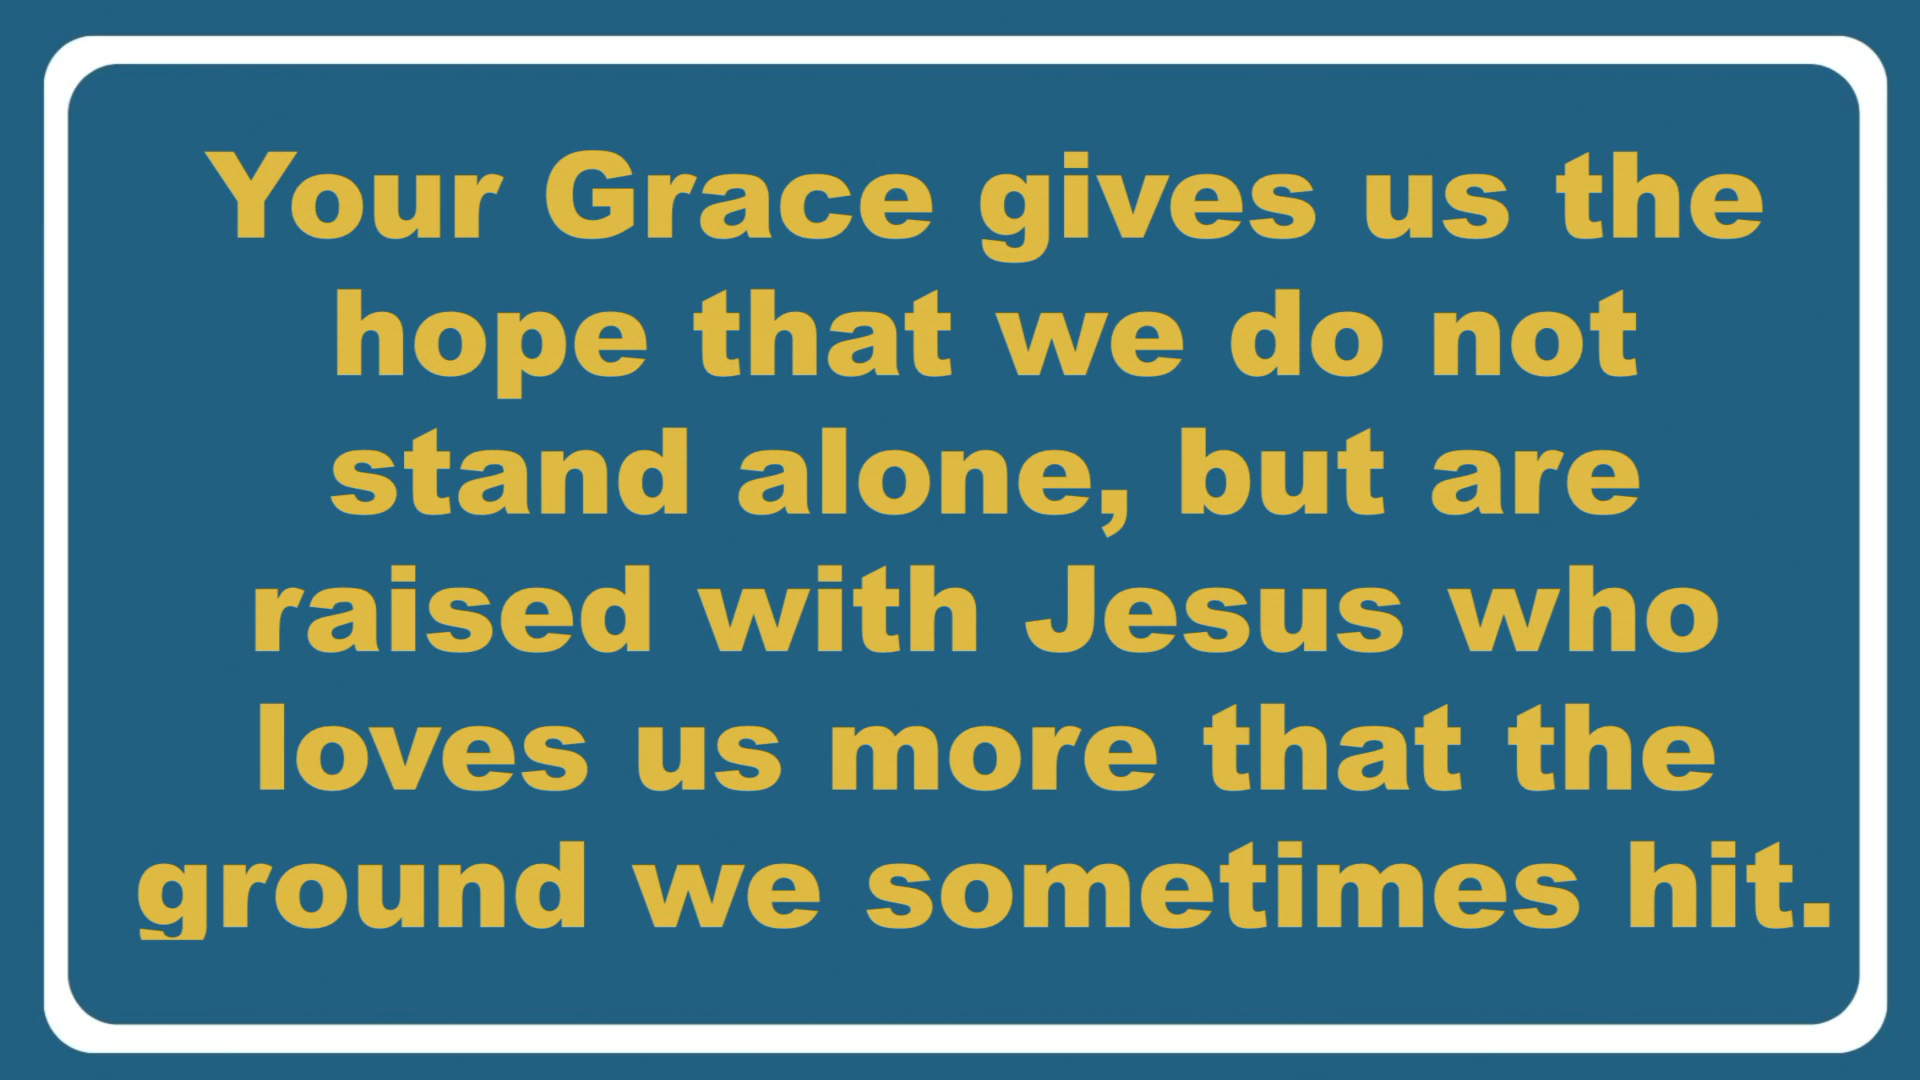 Your Grace gives us the
hope that we do not
stand alone, but are
raised with Jesus who
loves us more that the
ground we sometimes hit.